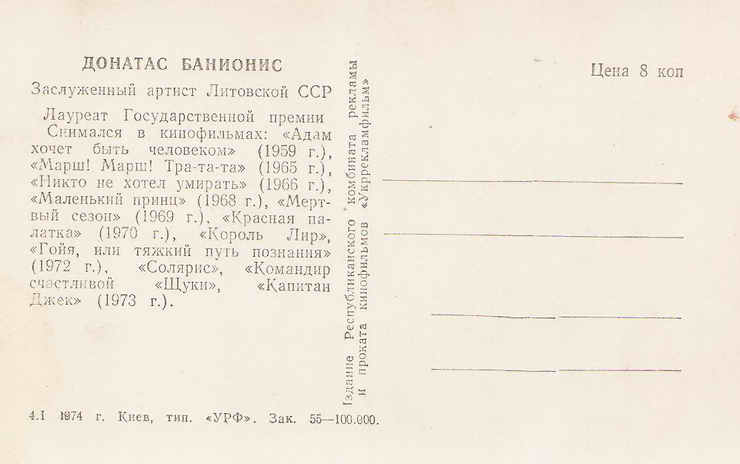 ДОНАТАС БАНИОНИС
Заслуженный артист Литовской ССР
Лауреат Государственной премии
Снимался в кинофильмах: «Адам
хочет быть человеком» (1959 г.),
«Марш! Марш! Тра-та-та» (1965 г.),
«Никто не хотел умирать» (1966 г.),
«Маленький принц» (1968 г.), «Мерт-
вый сезон» (1969 г.), «Красная па-
латка» (1970 г.), «Король Лир»,
«Гойя, или тяжкий путь познания»
(1972 г.), «Солярис», «Командир
счастливой «Щуки», «Капитан
Джек» (1973 г.).
4.I 1974 г. Киев, тип. «УРФ». Зак. 55—100.000.
Издание Республиканского комбината рекламы
и проката кинофильмов «Укррекламфильм»
Цена 8 коп